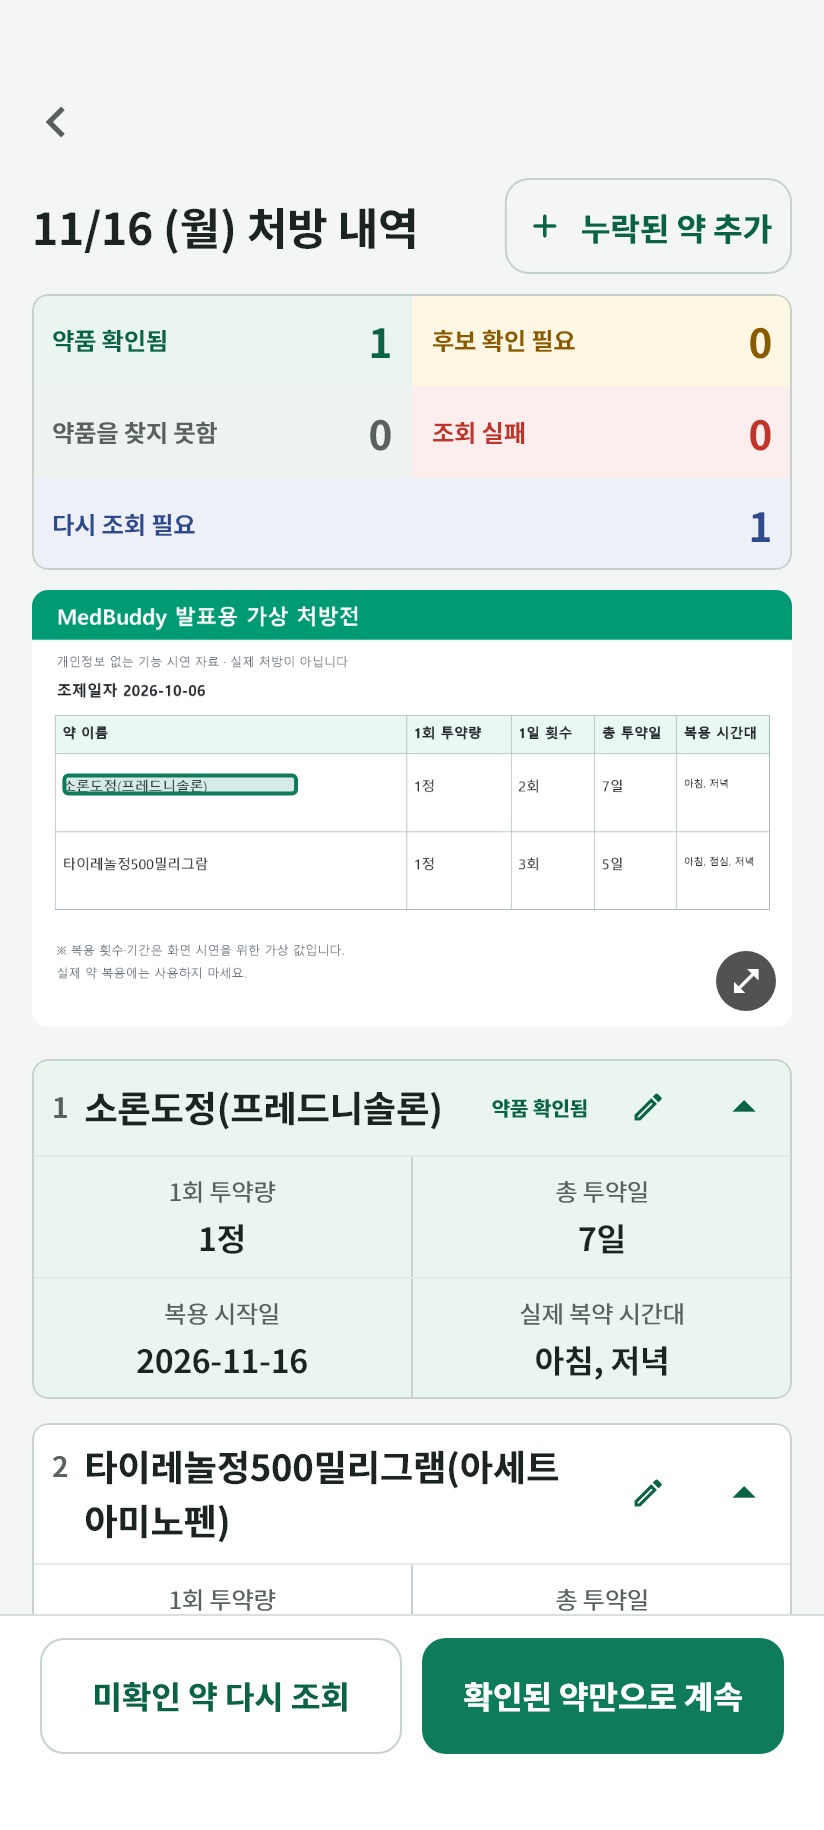 11/16 (월) 처방 내역
+ 누락된 약 추가
약품 확인됨 1
후보 확인 필요 0
약품을 찾지 못함 0
조회 실패 0
다시 조회 필요 1
MedBuddy 발표용 가상 처방전
개인정보 없는 기능 시연 자료 · 실제 처방이 아닙니다
조제일자 2026-10-06
약 이름 1회 투약량 1일 횟수 총 투약일 복용 시간대
소론도정(프레드니솔론) 1정 2회 7일 아침, 저녁
타이레놀정500밀리그람 1정 3회 5일 아침, 점심, 저녁
※ 복용 횟수·기간은 화면 시연을 위한 가상 값입니다.
실제 약 복용에는 사용하지 마세요.
1 소론도정(프레드니솔론) 약품 확인됨
1회 투약량 총 투약일
1정 7일
복용 시작일 실제 복약 시간대
2026-11-16 아침, 저녁
2 타이레놀정500밀리그램(아세트
아미노펜)
1회 투약량 총 투약일
미확인 약 다시 조회 확인된 약만으로 계속